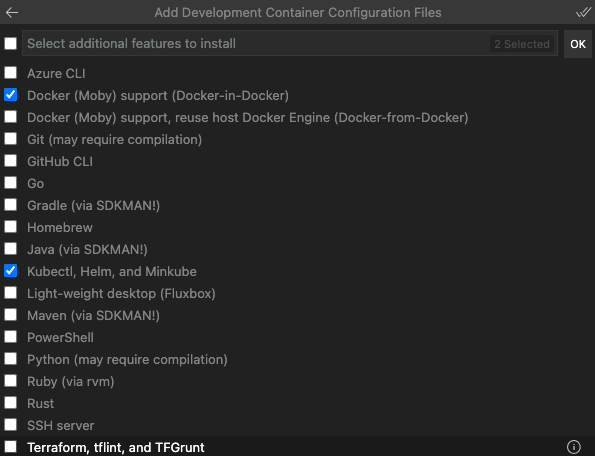 Add Development Container Configuration Files
Select additional features to install
2 Selected
OK
Azure CLI
Docker (Moby) support (Docker-in-Docker)
Docker (Moby) support, reuse host Docker Engine (Docker-from-Docker)
Git (may require compilation)
GitHub CLI
Go
Gradle (via SDKMAN!)
Homebrew
Java (via SDKMAN!)
Kubectl, Helm, and Minkube
Light-weight desktop (Fluxbox)
Maven (via SDKMAN!)
PowerShell
Python (may require compilation)
Ruby (via rvm)
Rust
SSH server
Terraform, tflint, and TFGrunt